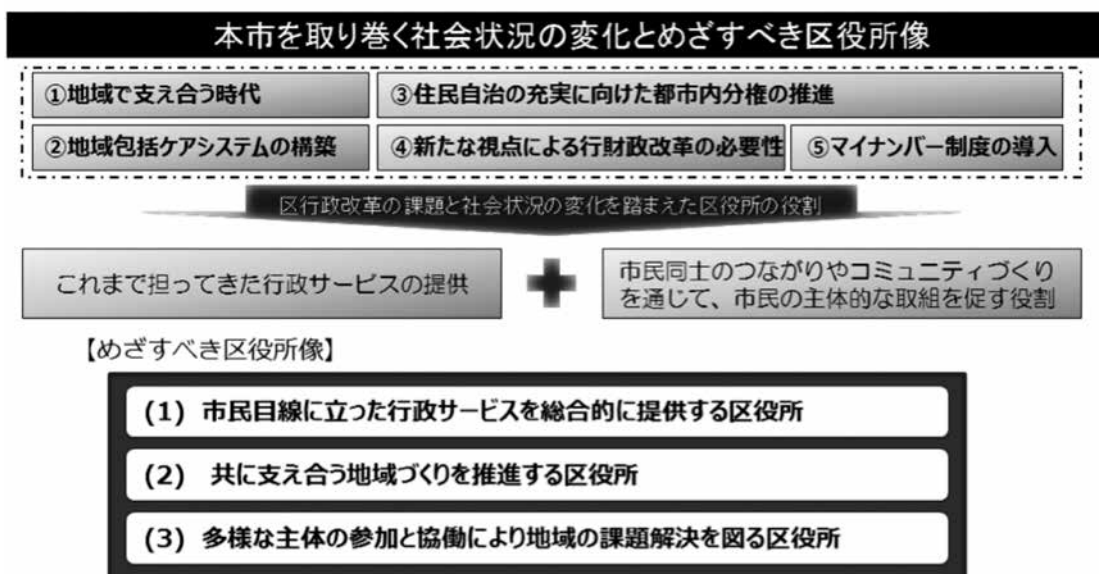 本市を取り巻く社会状況の変化とめざすべき区役所像
①地域で支え合う時代
③住民自治の充実に向けた都市内分権の推進
②地域包括ケアシステムの構築
④新たな視点による行財政改革の必要性
⑤マイナンバー制度の導入
区行政改革の課題と社会状況の変化を踏まえた区役所の役割
これまで担ってきた行政サービスの提供
市民同士のつながりやコミュニティづくり
を通じて、市民の主体的な取組を促す役割
【めざすべき区役所像】
(1) 市民目線に立った行政サービスを総合的に提供する区役所
(2) 共に支え合う地域づくりを推進する区役所
(3) 多様な主体の参加と協働により地域の課題解決を図る区役所